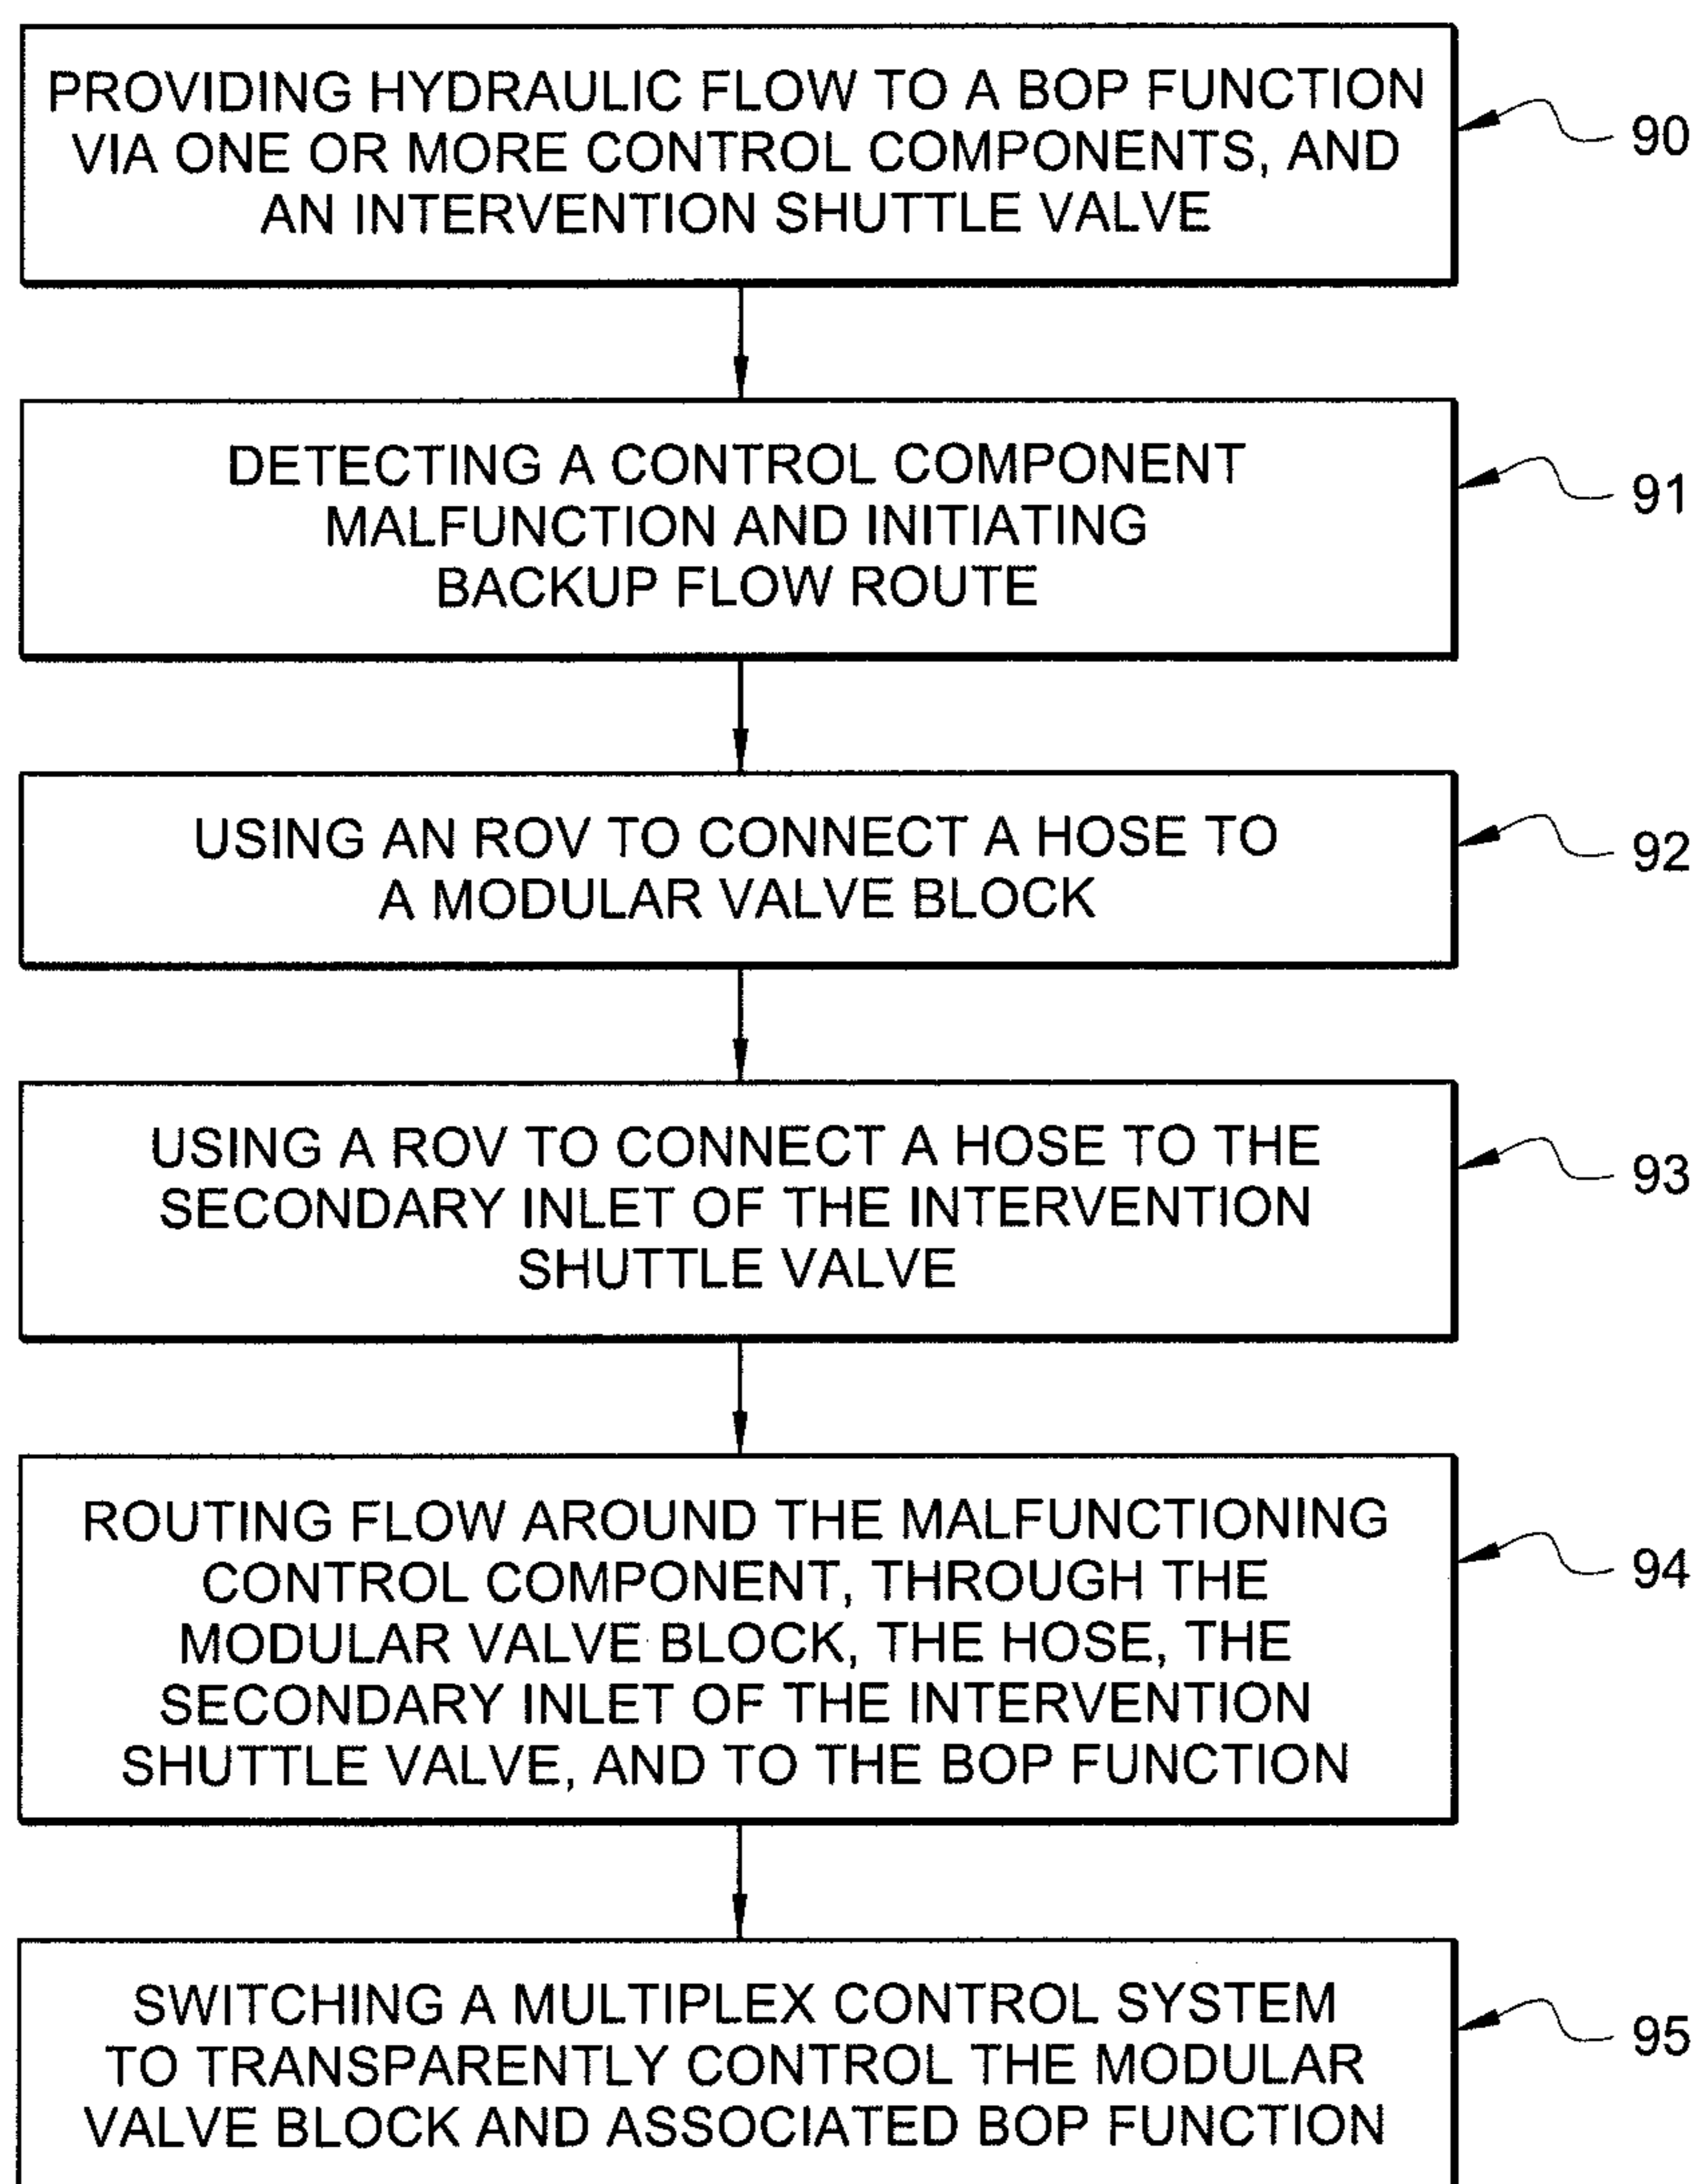 PROVIDING HYDRAULIC FLOW TO A BOP FUNCTION
VIA ONE OR MORE CONTROL COMPONENTS, AND
AN INTERVENTION SHUTTLE VALVE
90
DETECTING A CONTROL COMPONENT
MALFUNCTION AND INITIATING
BACKUP FLOW ROUTE
91
USING AN ROV TO CONNECT A HOSE TO
A MODULAR VALVE BLOCK
92
USING A ROV TO CONNECT A HOSE TO THE
SECONDARY INLET OF THE INTERVENTION
SHUTTLE VALVE
93
ROUTING FLOW AROUND THE MALFUNCTIONING
CONTROL COMPONENT, THROUGH THE
MODULAR VALVE BLOCK, THE HOSE, THE
SECONDARY INLET OF THE INTERVENTION
SHUTTLE VALVE, AND TO THE BOP FUNCTION
94
SWITCHING A MULTIPLEX CONTROL SYSTEM
TO TRANSPARENTLY CONTROL THE MODULAR
VALVE BLOCK AND ASSOCIATED BOP FUNCTION
95